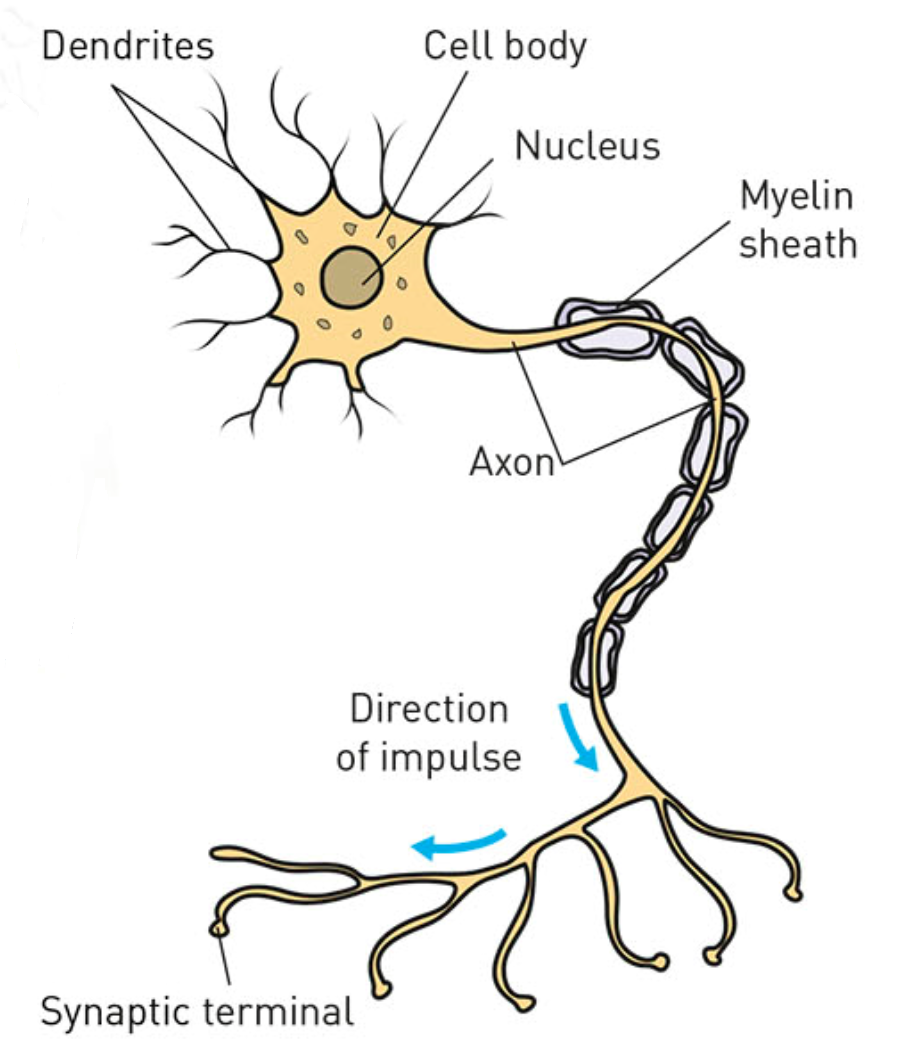 Dendrites
Cell body
Nucleus
Myelin
sheath
Axon
Direction
of impulse
Synaptic terminal